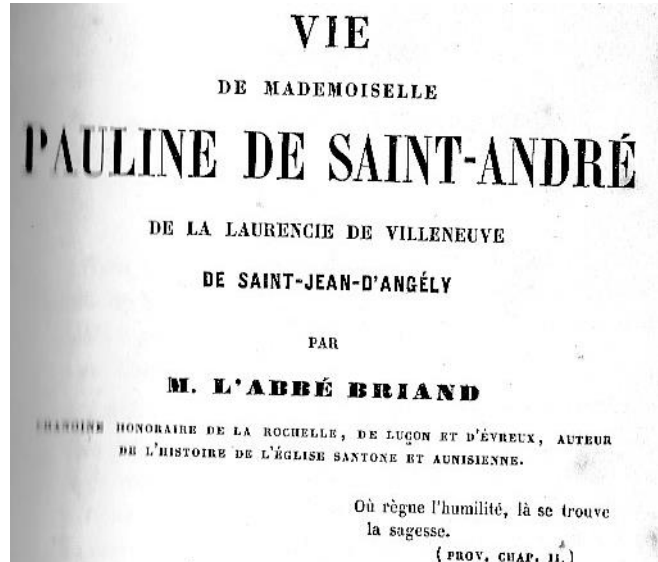 VIE
DE MADEMOISELLE
PAULINE DE SAINT-ANDRÉ
DE LA LAURENCIE DE VILLENEUVE
DE SAINT-JEAN-D'ANGÉLY
PAR
M. L'ABBÉ BRIAND
CHANOINE HONORAIRE DE LA ROCHELLE, DE LUÇON ET D'ÉVREUX, AUTEUR
DE L'HISTOIRE DE L'ÉGLISE SANTONE ET AUNISIENNE.
Où règne l'humilité, là se trouve
la sagesse.
(PROV. CHAP. II.)